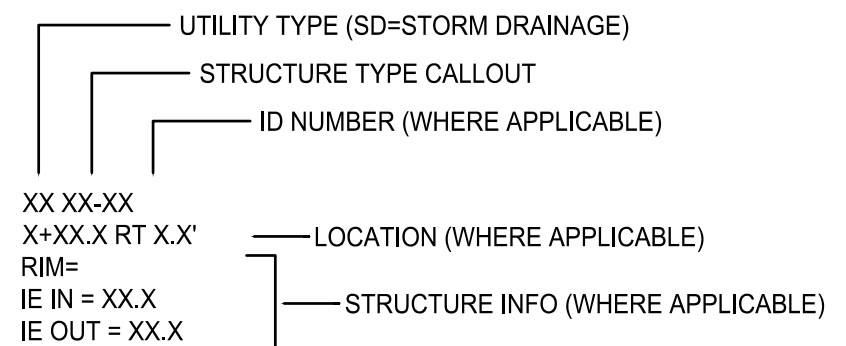 UTILITY TYPE (SD=STORM DRAINAGE)
STRUCTURE TYPE CALLOUT
ID NUMBER (WHERE APPLICABLE)
XX XX-XX
X+XX.X RT X.X'
LOCATION (WHERE APPLICABLE)
RIM=
IE IN = XX.X
STRUCTURE INFO (WHERE APPLICABLE)
IE OUT = XX.X